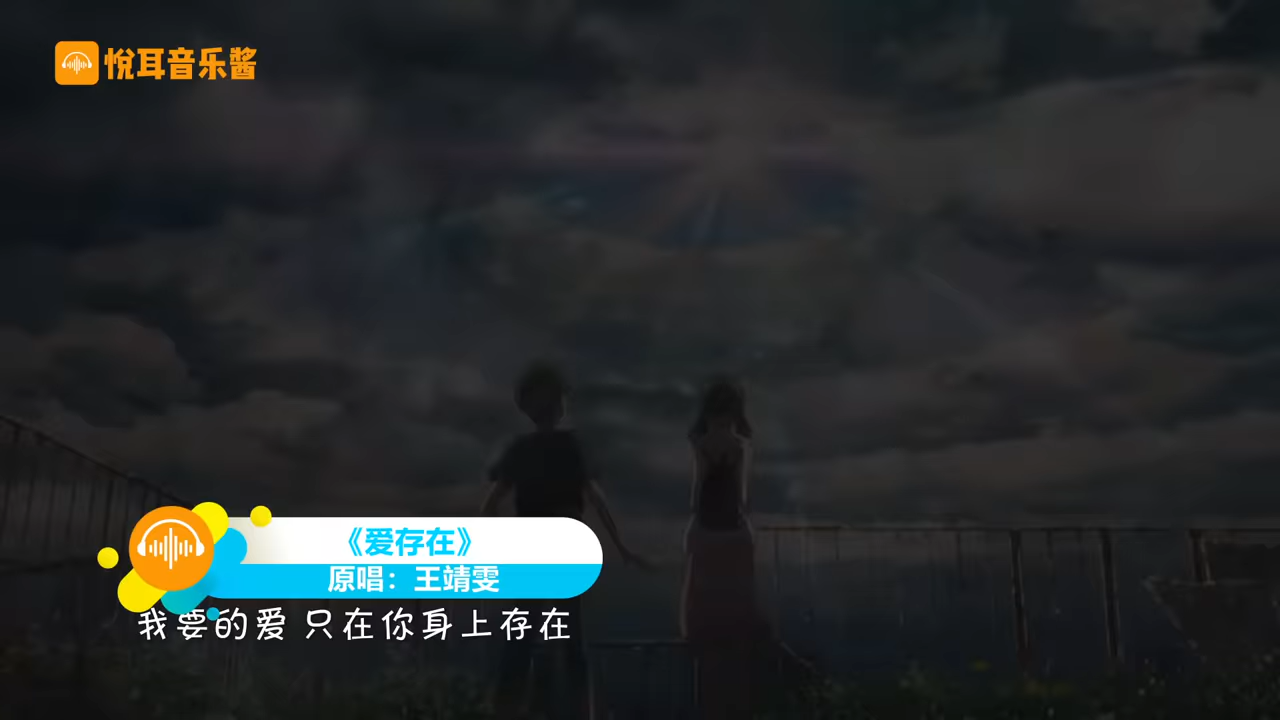 悦耳音乐酱
《爱存在》
原唱：王靖雯
我要的爱 只在你身上存在